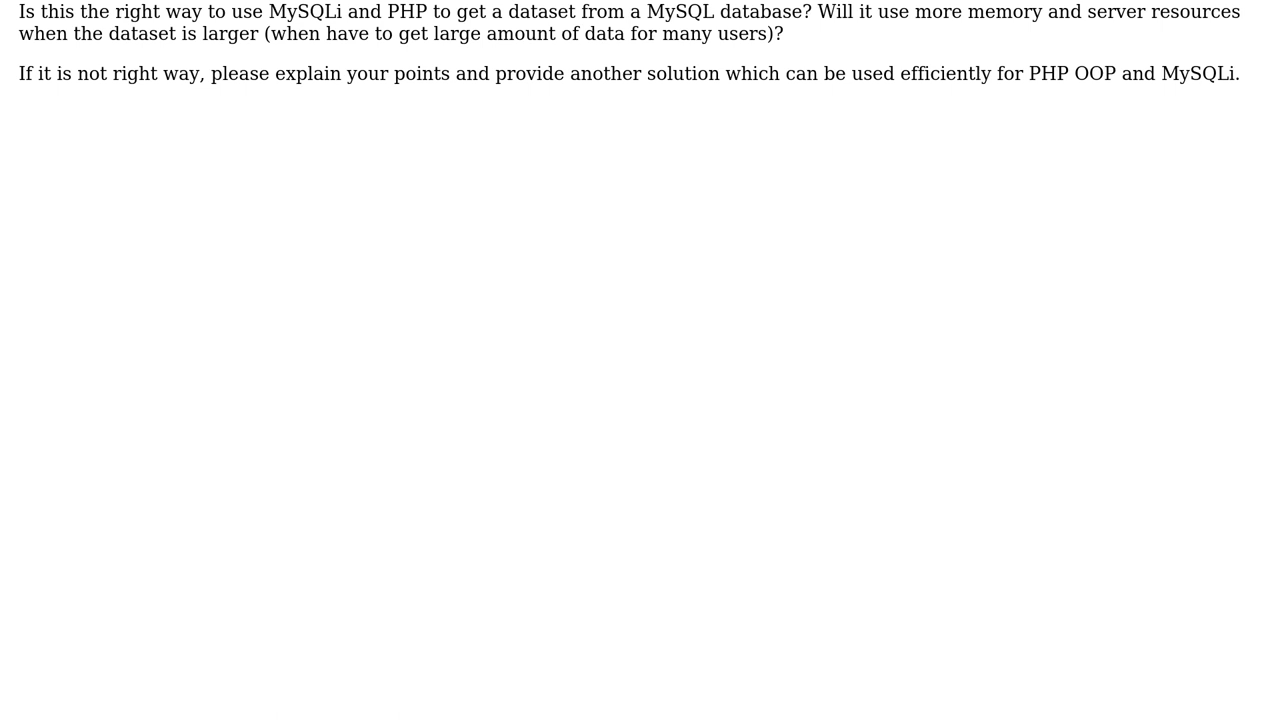 Is this the right way to use MySQLi and PHP to get a dataset from a MySQL database? Will it use more memory and server resources
when the dataset is larger (when have to get large amount of data for many users)?
If it is not right way, please explain your points and provide another solution which can be used efficiently for PHP OOP and MySQLi.